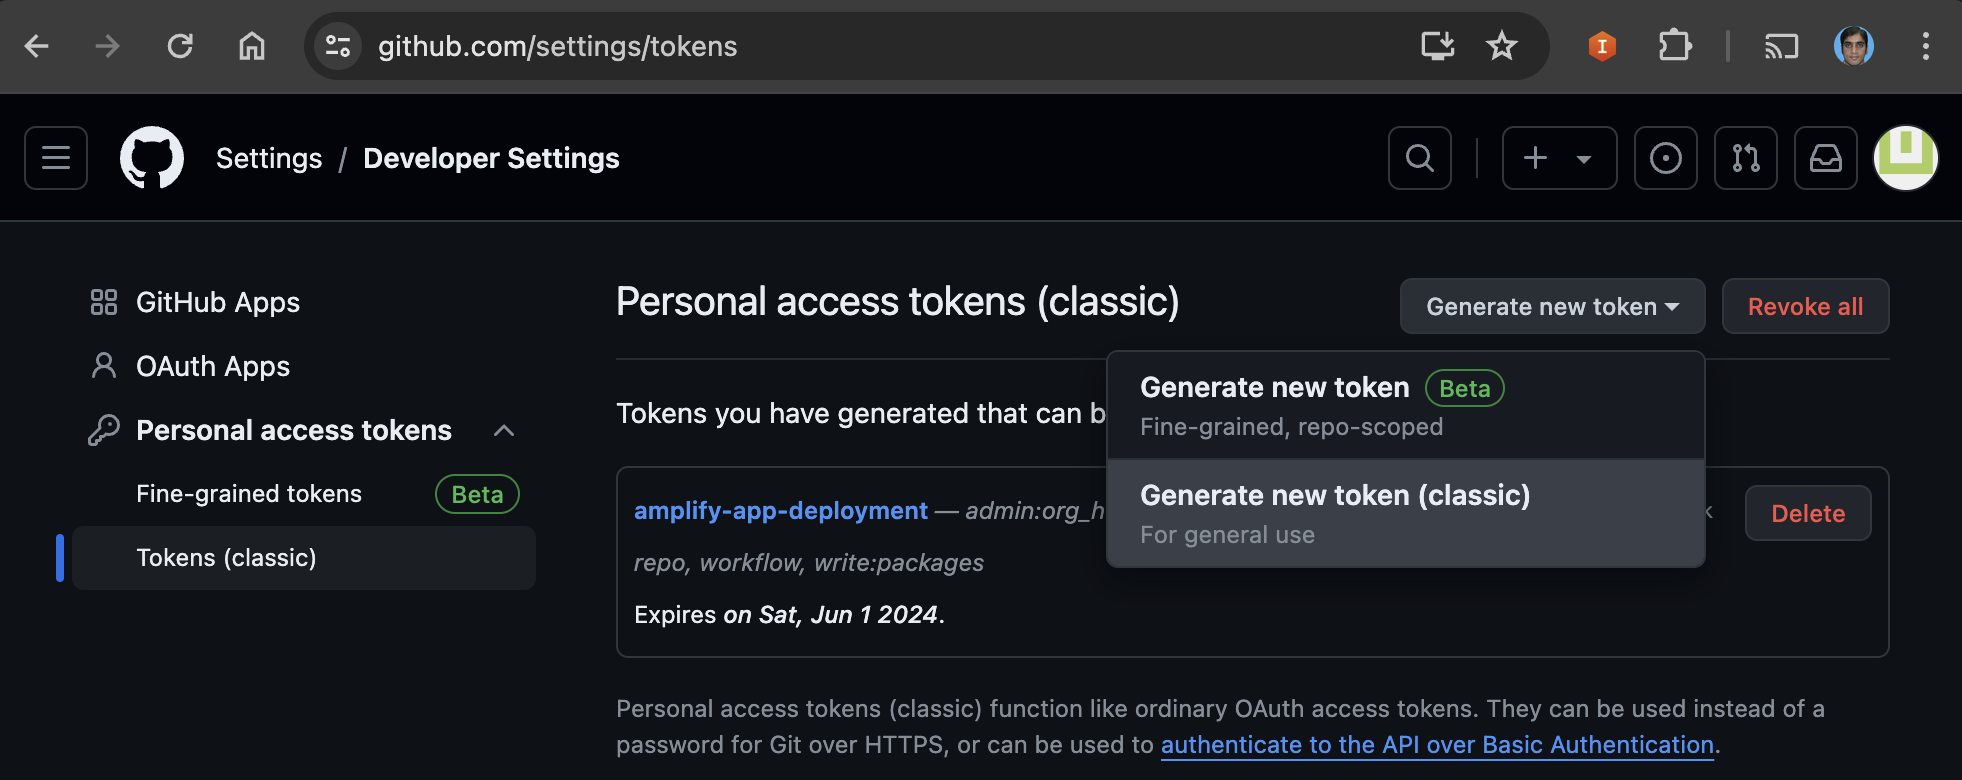 github.com/settings/tokens
Settings / Developer Settings
GitHub Apps
OAuth Apps
Personal access tokens
Fine-grained tokens Beta
Tokens (classic)
Personal access tokens (classic)
Generate new token
Revoke all
Generate new token Beta
Fine-grained, repo-scoped
Generate new token (classic)
For general use
Tokens you have generated that can b
amplify-app-deployment — admin:org_h
repo, workflow, write:packages
Expires on Sat, Jun 1 2024.
Delete
Personal access tokens (classic) function like ordinary OAuth access tokens. They can be used instead of a
password for Git over HTTPS, or can be used to authenticate to the API over Basic Authentication.